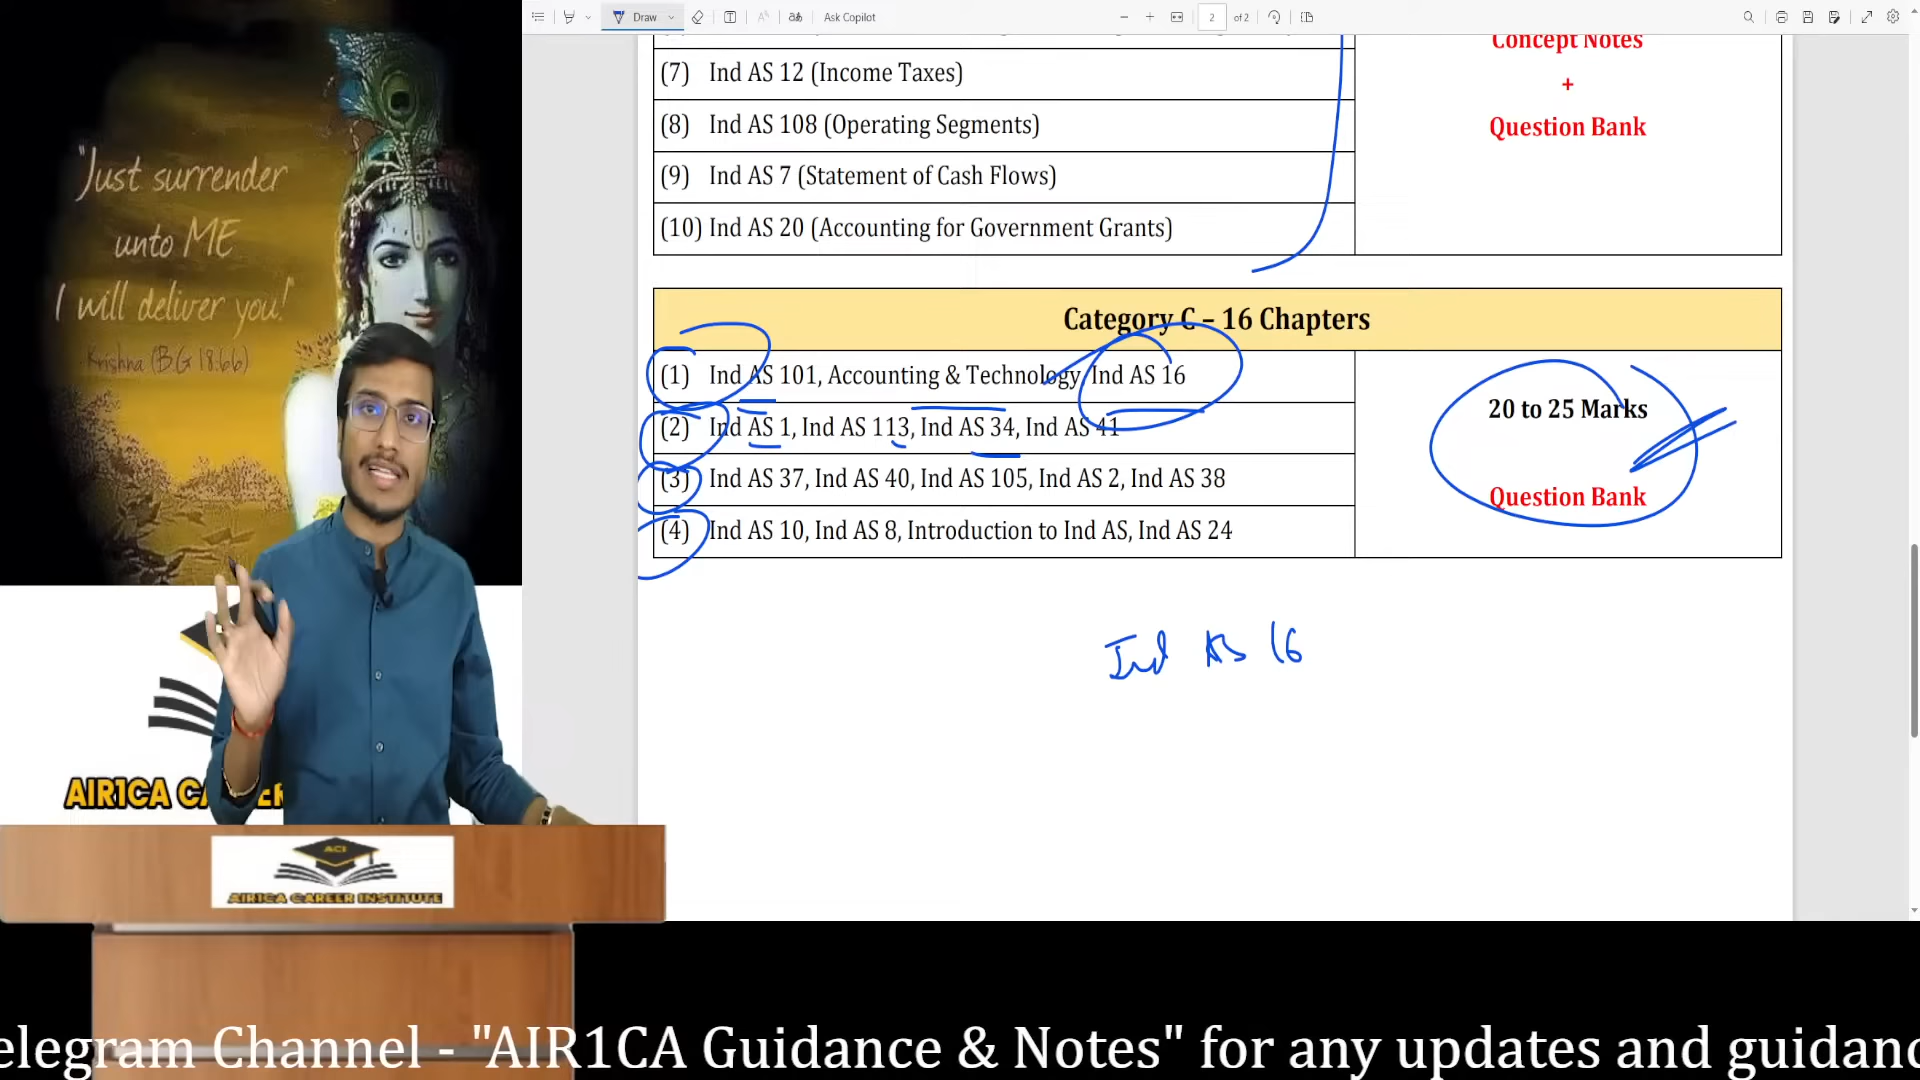 Draw
Ask Copilot
2 of 2
"Just surrender
unto ME
I will deliver you!"
- Krishna (B.G 18.66)
Concept Notes
+
Question Bank
(7) Ind AS 12 (Income Taxes)
(8) Ind AS 108 (Operating Segments)
(9) Ind AS 7 (Statement of Cash Flows)
(10) Ind AS 20 (Accounting for Government Grants)
Category C – 16 Chapters
(1) Ind AS 101, Accounting & Technology, Ind AS 16
(2) Ind AS 1, Ind AS 113, Ind AS 34, Ind AS 41
(3) Ind AS 37, Ind AS 40, Ind AS 105, Ind AS 2, Ind AS 38
(4) Ind AS 10, Ind AS 8, Introduction to Ind AS, Ind AS 24
20 to 25 Marks
Question Bank
Ind AS 16
AIR1CA
ACI
AIR1CA CAREER INSTITUTE
elegram Channel - "AIR1CA Guidance & Notes" for any updates and guidanc